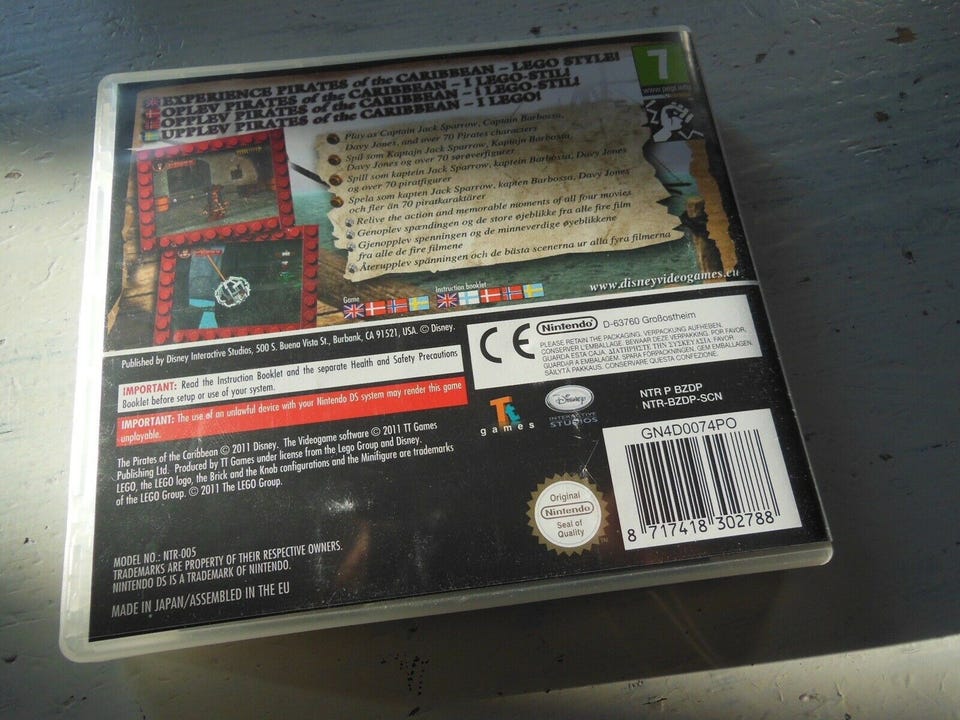 EXPERIENCE PIRATES of the CARIBBEAN – LEGO STYLE!
OPLEV PIRATES of the CARIBBEAN – I LEGO-STIL!
OPPLEV PIRATES of the CARIBBEAN – I LEGO-STIL!
UPPLEV PIRATES of the CARIBBEAN – I LEGO!
7
www.pegi.info
Play as Captain Jack Sparrow, Captain Barbossa,
Davy Jones, and over 70 Pirates characters
Spil som Kaptajn Jack Sparrow, Kaptajn Barbossa,
Davy Jones og over 70 sørøverfigurer
Spill som kaptein Jack Sparrow, kaptein Barbossa, Davy Jones
og over 70 piratfigurer
Spela som kapten Jack Sparrow, kapten Barbossa, Davy Jones
och fler än 70 piratkaraktärer
Relive the action and memorable moments of all four movies
Genoplev spændingen og de store øjeblikke fra alle fire film
Gjenopplev spenningen og de minneverdige øyeblikkene
fra alle de fire filmene
Återupplev spänningen och de bästa scenerna ur alla fyra filmerna
www.disneyvideogames.eu
Game
Instruction booklet
Published by Disney Interactive Studios, 500 S. Buena Vista St., Burbank, CA 91521, USA. © Disney.
IMPORTANT: Read the Instruction Booklet and the separate Health and Safety Precautions
Booklet before setup or use of your system.
IMPORTANT: The use of an unlawful device with your Nintendo DS system may render this game
unplayable.
The Pirates of the Caribbean © 2011 Disney. The Videogame software © 2011 TT Games
Publishing Ltd. Produced by TT Games under license from the Lego Group and Disney.
LEGO, the LEGO logo, the Brick and the Knob configurations and the Minifigure are trademarks
of the LEGO Group. © 2011 The LEGO Group.
MODEL NO.: NTR-005
TRADEMARKS ARE PROPERTY OF THEIR RESPECTIVE OWNERS.
NINTENDO DS IS A TRADEMARK OF NINTENDO.
MADE IN JAPAN/ASSEMBLED IN THE EU
CE
Nintendo
D-63760 Großostheim
PLEASE RETAIN THE PACKAGING. VERPACKUNG AUFHEBEN.
CONSERVER L'EMBALLAGE. BEWAAR DEZE VERPAKKING. POR FAVOR,
GUARDA ESTA CAJA. ΔΙΑΤΗΡΗΣΤΕ ΤΗΝ ΣΥΣΚΕΥΑΣΙΑ. FAVOR
GUARDAR A EMBALAGEM. SPARA FÖRPACKNINGEN. GEM EMBALLAGEN.
SÄILYTÄ PAKKAUS. CONSERVARE QUESTA CONFEZIONE.
Tt
games
Disney
INTERACTIVE
STUDIOS
NTR P BZDP
NTR-BZDP-SCN
Original
Nintendo
Seal of
Quality
TM
GN4D0074PO
8 717418 302788